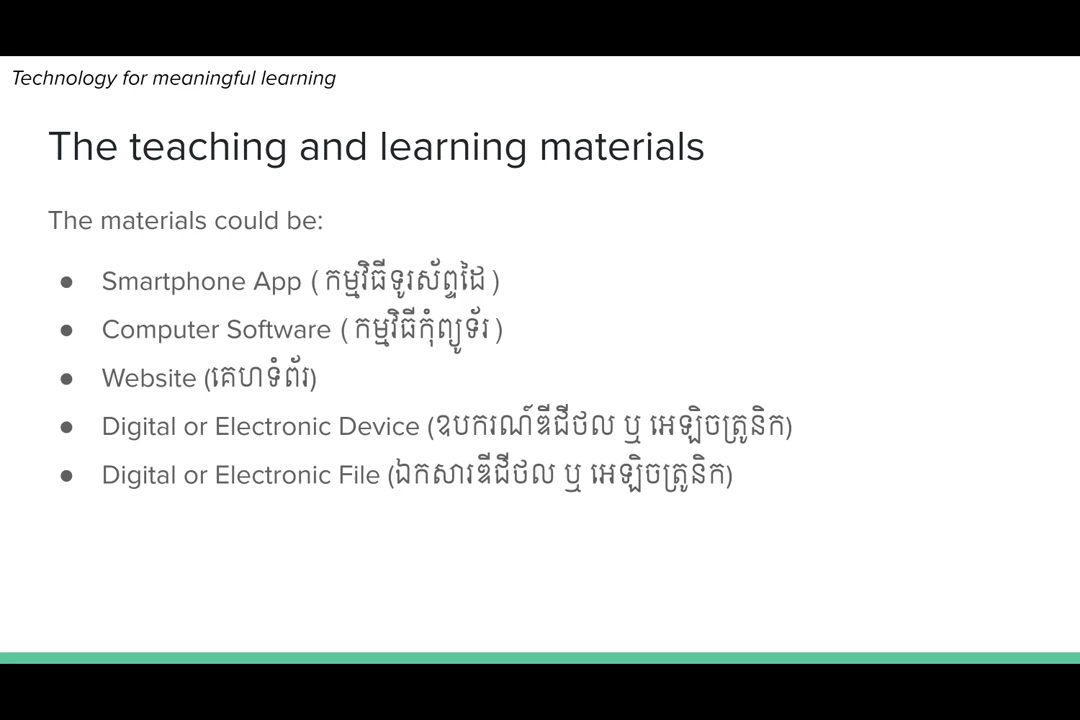 Technology for meaningful learning
The teaching and learning materials
The materials could be:
● Smartphone App ( កម្មវិធីទូរស័ព្ទដៃ )
● Computer Software ( កម្មវិធីកុំព្យូទ័រ )
● Website (គេហទំព័រ)
● Digital or Electronic Device (ឧបករណ៍ឌីជីថល ឬ អេឡិចត្រូនិក)
● Digital or Electronic File (ឯកសារឌីជីថល ឬ អេឡិចត្រូនិក)